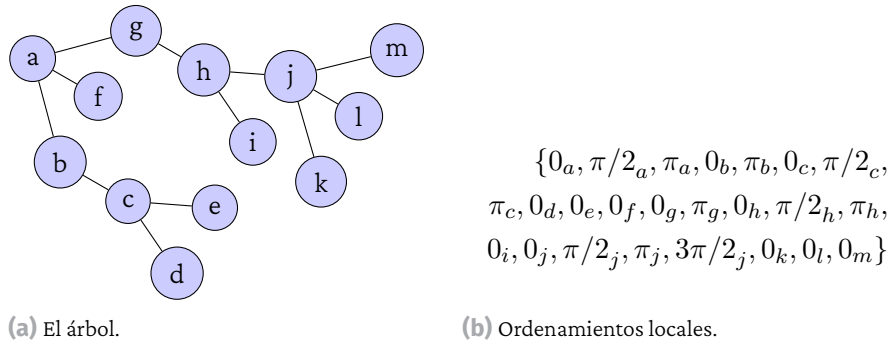 g
m
a
h
j
f
l
i
b
k
c
e
d
{0_a, π/2_a, π_a, 0_b, π_b, 0_c, π/2_c,
π_c, 0_d, 0_e, 0_f, 0_g, π_g, 0_h, π/2_h, π_h,
0_i, 0_j, π/2_j, π_j, 3π/2_j, 0_k, 0_l, 0_m}
(a) El árbol.
(b) Ordenamientos locales.